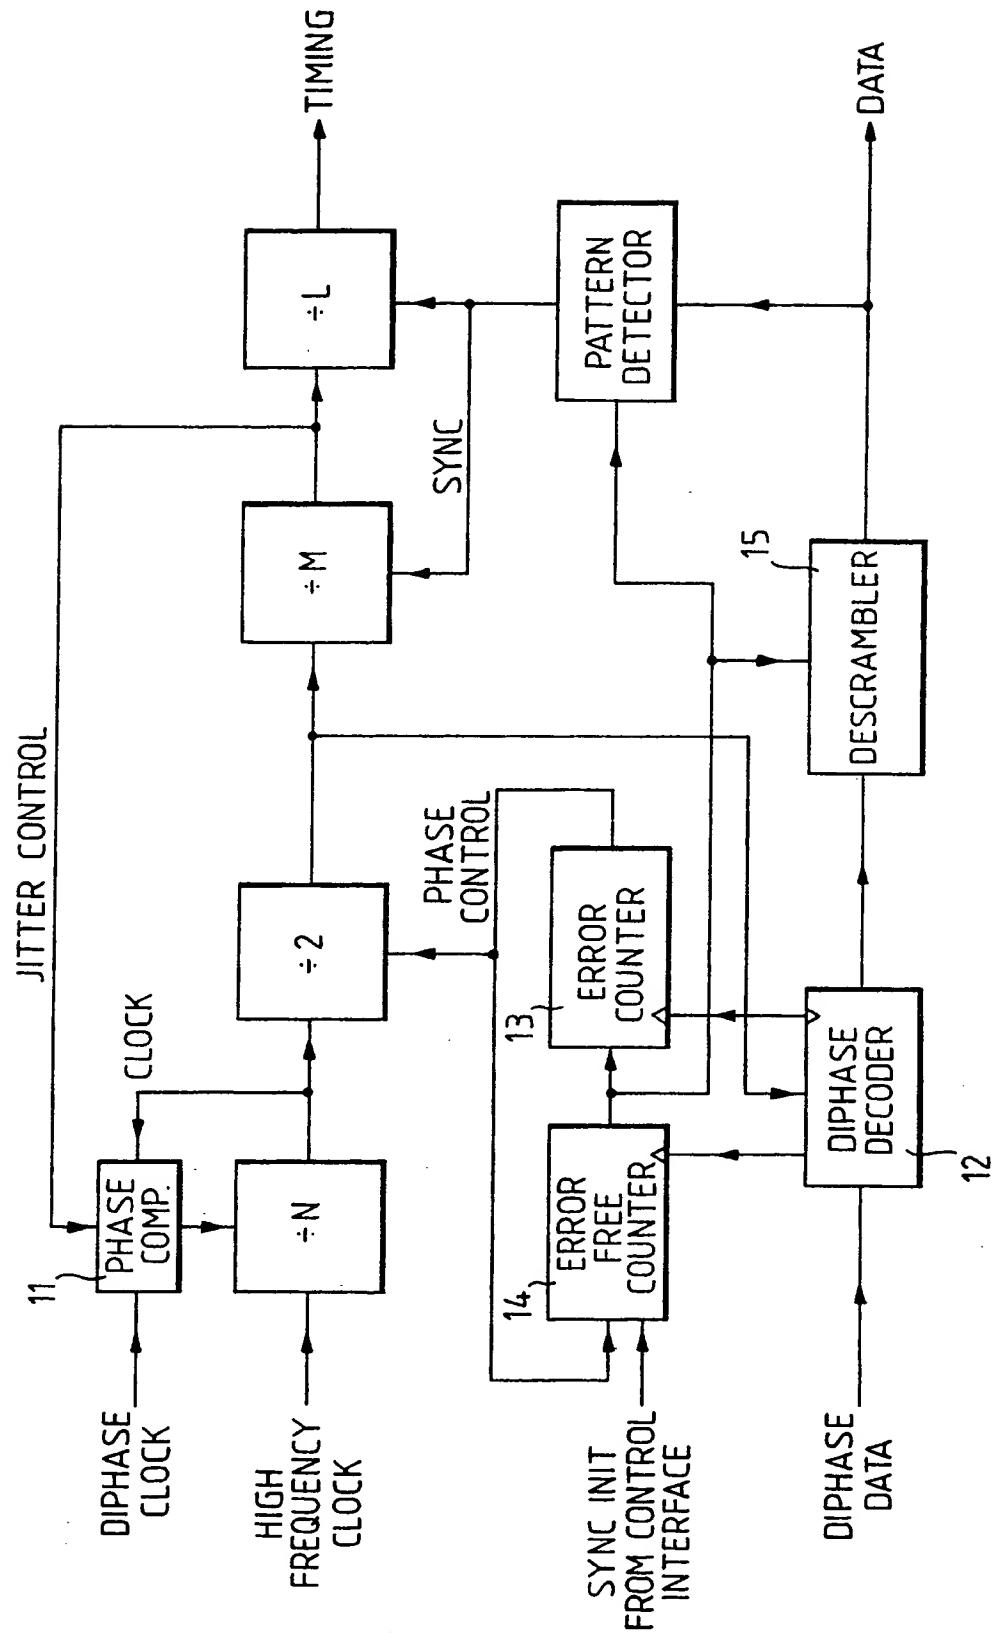 JITTER CONTROL
DIPHASE
CLOCK
11
PHASE
COMP.
CLOCK
HIGH
FREQUENCY
CLOCK
÷N
÷2
÷M
÷L
TIMING
PHASE
CONTROL
SYNC
SYNC INIT
FROM CONTROL
INTERFACE
14
ERROR
FREE
COUNTER
13
ERROR
COUNTER
PATTERN
DETECTOR
DIPHASE
DATA
DIPHASE
DECODER
12
15
DESCRAMBLER
DATA